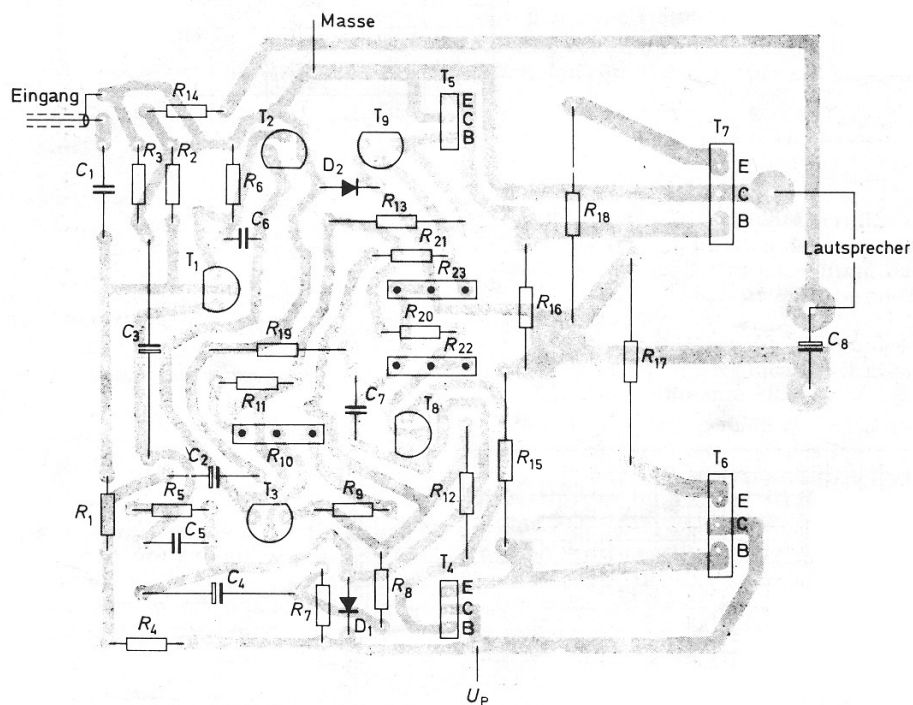 Masse
Eingang
R14
T5
E
C
B
T2
T9
T7
E
C
B
C1
R3
R2
R6
D2
R13
R18
C6
R21
Lautsprecher
T1
R23
R16
R20
C3
R19
R22
R17
C8
R11
C7
T8
R10
C2
R15
T6
E
C
B
R1
R5
T3
R9
R12
C5
C4
T4
E
C
B
R7
D1
R8
R4
UP